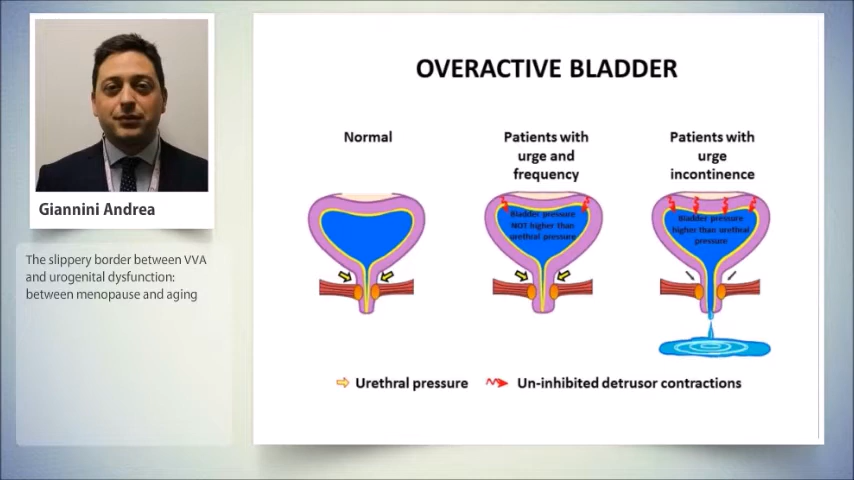 Giannini Andrea
The slippery border between VVA
and urogenital dysfunction:
between menopause and aging
OVERACTIVE BLADDER
Normal
Patients with
urge and
frequency
Patients with
urge
incontinence
Bladder pressure
NOT higher than
urethral pressure
Bladder pressure
higher than urethral
pressure
Urethral pressure
Un-inhibited detrusor contractions